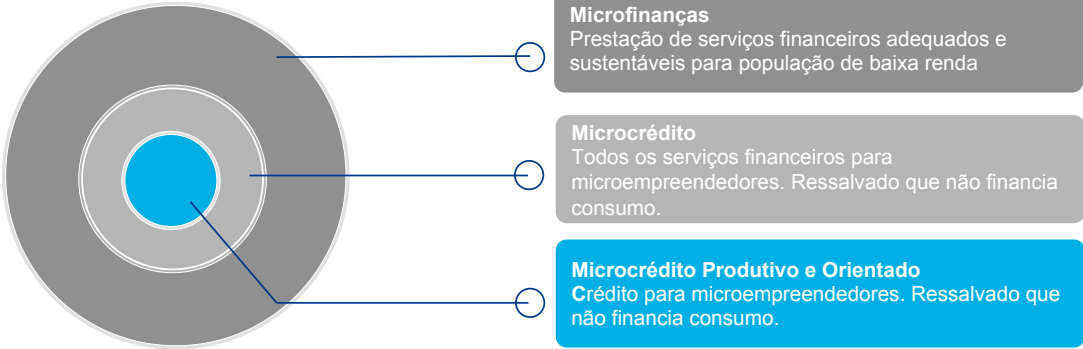 Microfinanças
Prestação de serviços financeiros adequados e
sustentáveis para população de baixa renda
Microcrédito
Todos os serviços financeiros para
microempreendedores. Ressalvado que não financia
consumo.
Microcrédito Produtivo e Orientado
Crédito para microempreendedores. Ressalvado que
não financia consumo.